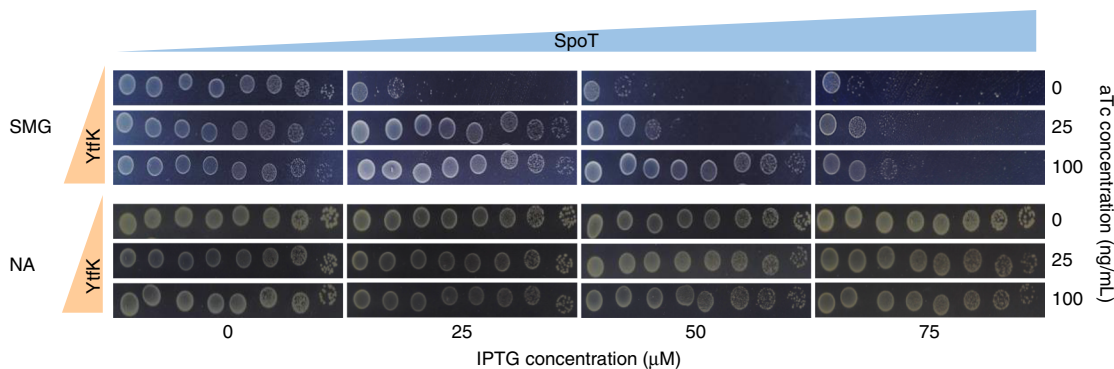 SpoT
SMG
YtfK
0
25
100
NA
YtfK
0
25
100
aTc concentration (ng/mL)
0
25
50
75
IPTG concentration (μM)